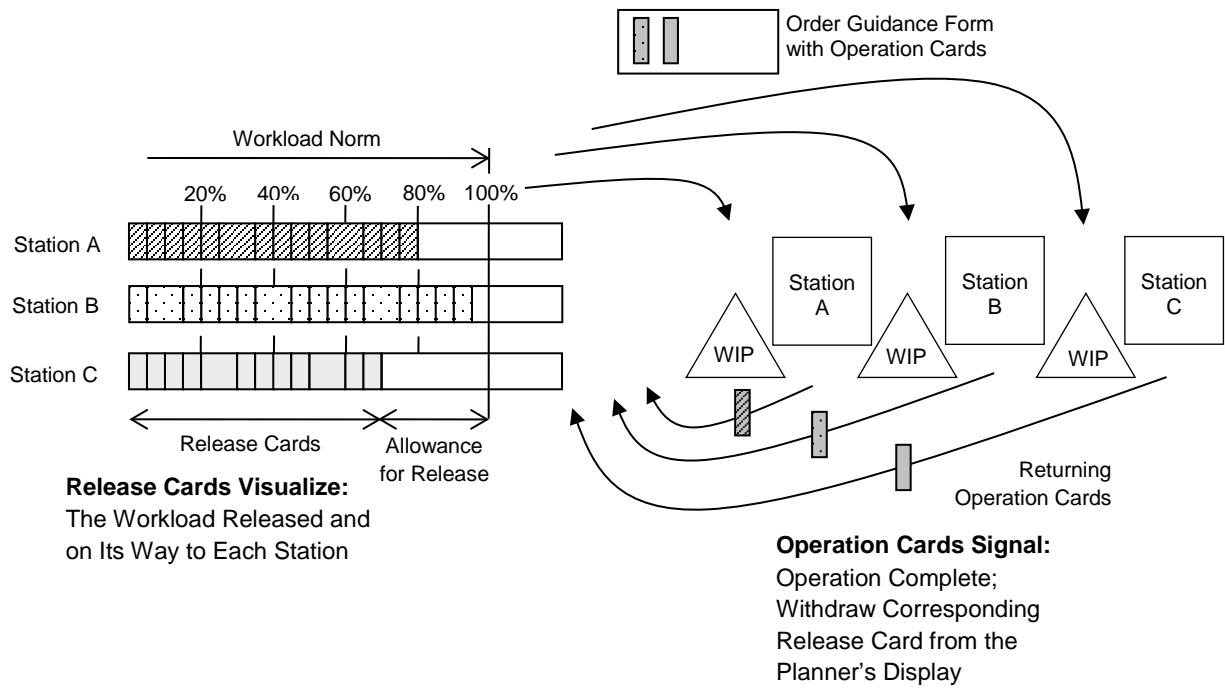 Order Guidance Form
with Operation Cards
Workload Norm
20% 40% 60% 80% 100%
Station A
Station B
Station C
Release Cards
Allowance
for Release
Release Cards Visualize:
The Workload Released and
on Its Way to Each Station
Station
A
Station
B
Station
C
WIP
WIP
WIP
Returning
Operation Cards
Operation Cards Signal:
Operation Complete;
Withdraw Corresponding
Release Card from the
Planner's Display